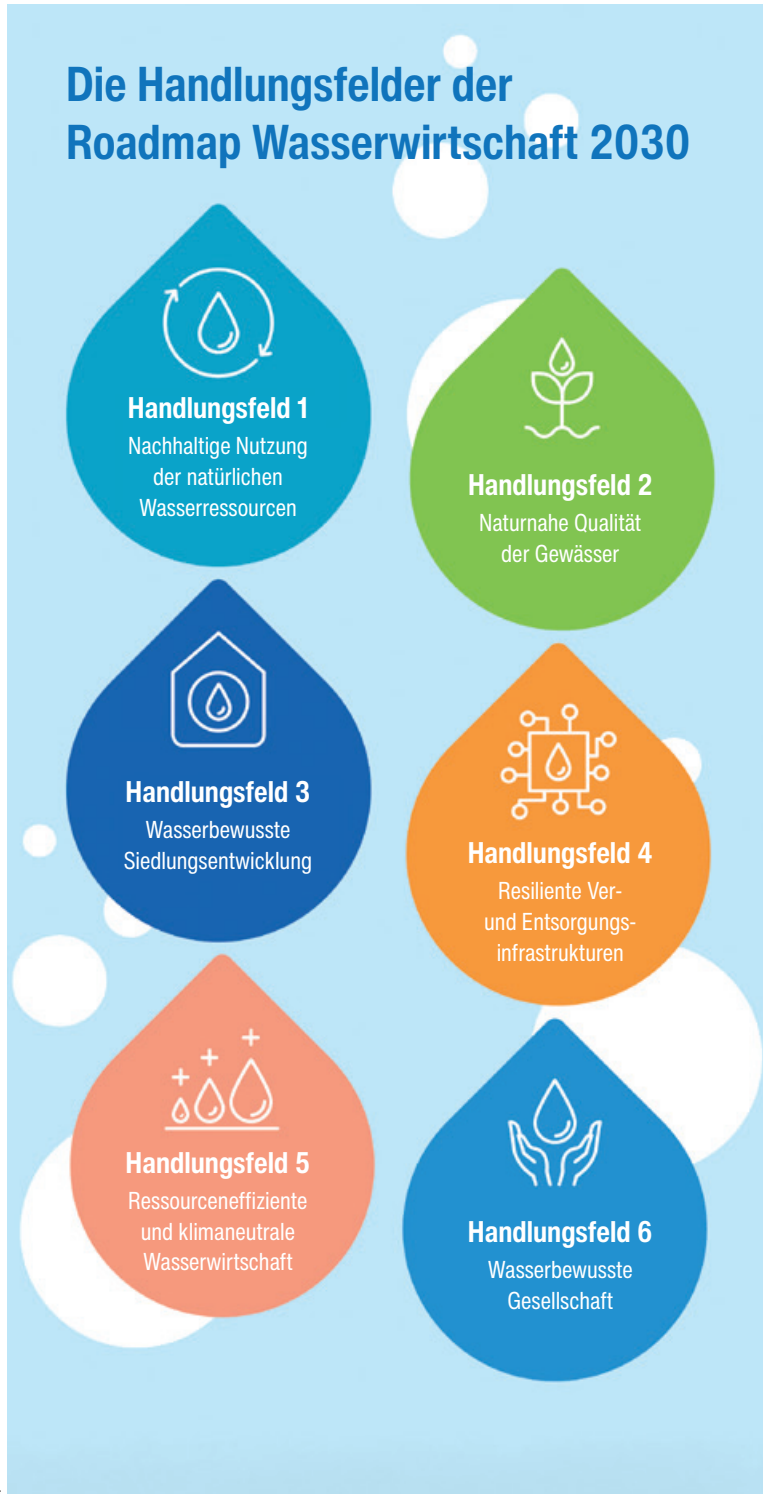 Die Handlungsfelder der
Roadmap Wasserwirtschaft 2030
Handlungsfeld 1
Nachhaltige Nutzung
der natürlichen
Wasserressourcen
Handlungsfeld 2
Naturnahe Qualität
der Gewässer
Handlungsfeld 3
Wasserbewusste
Siedlungsentwicklung
Handlungsfeld 4
Resiliente Ver-
und Entsorgungs-
infrastrukturen
Handlungsfeld 5
Ressourceneffiziente
und klimaneutrale
Wasserwirtschaft
Handlungsfeld 6
Wasserbewusste
Gesellschaft